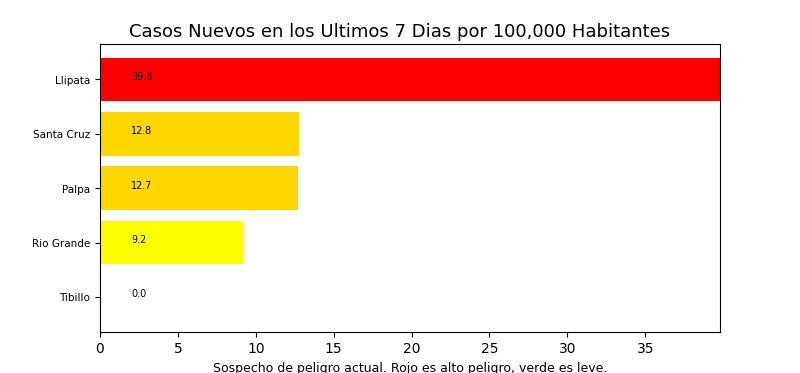 Casos Nuevos en los Ultimos 7 Dias por 100,000 Habitantes
Llipata 39.8
Santa Cruz 12.8
Palpa 12.7
Rio Grande 9.2
Tibillo 0.0
0 5 10 15 20 25 30 35
Sospecho de peligro actual. Rojo es alto peligro, verde es leve.